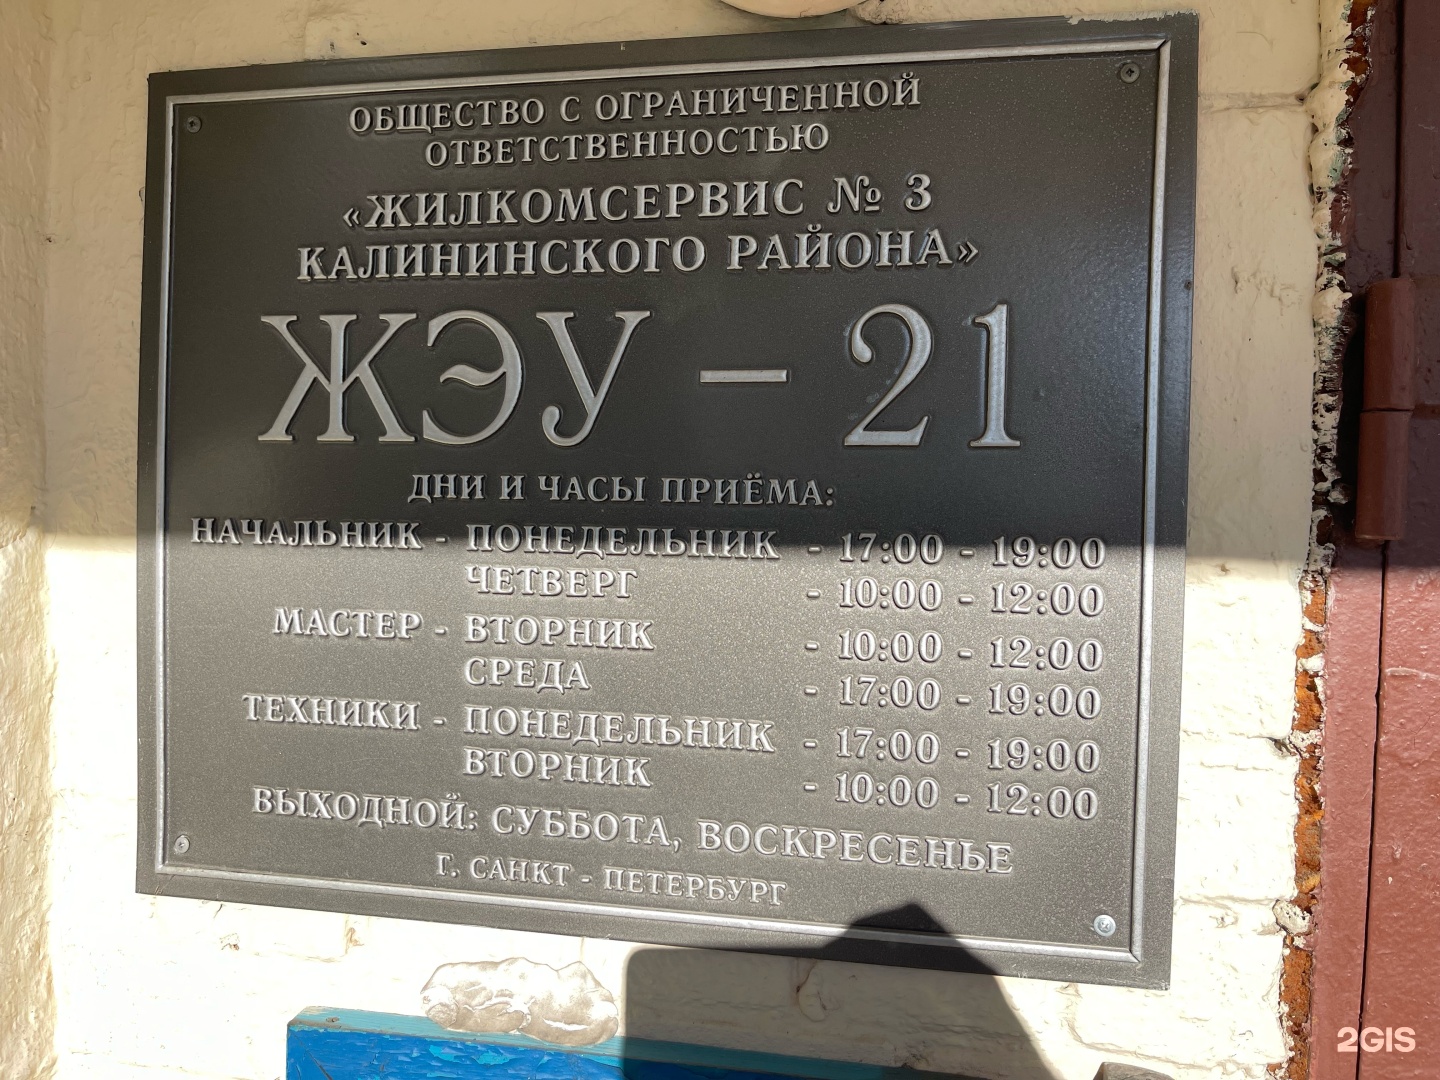 ОБЩЕСТВО С ОГРАНИЧЕННОЙ
ОТВЕТСТВЕННОСТЬЮ
«ЖИЛКОМСЕРВИС № 3
КАЛИНИНСКОГО РАЙОНА»
ЖЭУ – 21
ДНИ И ЧАСЫ ПРИЁМА:
НАЧАЛЬНИК - ПОНЕДЕЛЬНИК - 17:00 - 19:00
ЧЕТВЕРГ - 10:00 - 12:00
МАСТЕР - ВТОРНИК - 10:00 - 12:00
СРЕДА - 17:00 - 19:00
ТЕХНИКИ - ПОНЕДЕЛЬНИК - 17:00 - 19:00
ВТОРНИК - 10:00 - 12:00
ВЫХОДНОЙ: СУББОТА, ВОСКРЕСЕНЬЕ
Г. САНКТ - ПЕТЕРБУРГ
2GIS